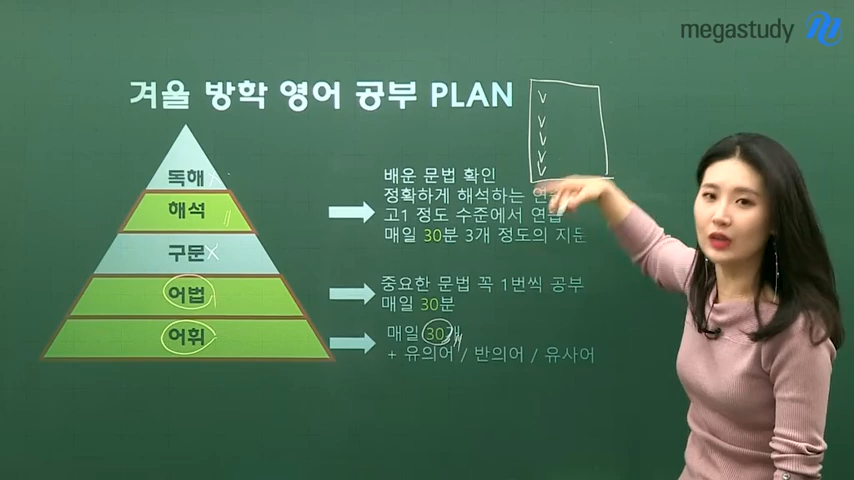 megastudy
겨울 방학 영어 공부 PLAN
독해
해석
구문
어법
어휘
배운 문법 확인
정확하게 해석하는
고1 정도 수준에서 연습
매일 30분 3개 정도의 지문
중요한 문법 꼭 1번씩 공부
매일 30분
매일 30개
+ 유의어 / 반의어 / 유사어